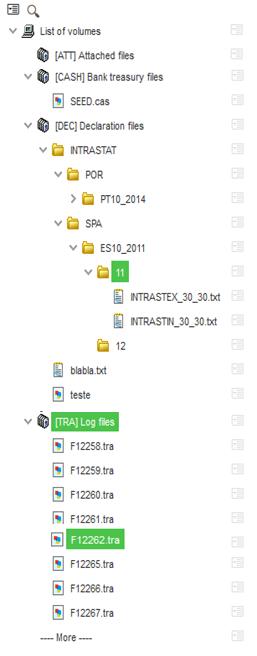 List of volumes
[ATT] Attached files
[CASH] Bank treasury files
SEED.cas
[DEC] Declaration files
INTRASTAT
POR
PT10_2014
SPA
ES10_2011
11
INTRASTEX_30_30.txt
INTRASTIN_30_30.txt
12
blabla.txt
teste
[TRA] Log files
F12258.tra
F12259.tra
F12260.tra
F12261.tra
F12262.tra
F12265.tra
F12266.tra
F12267.tra
---- More ----